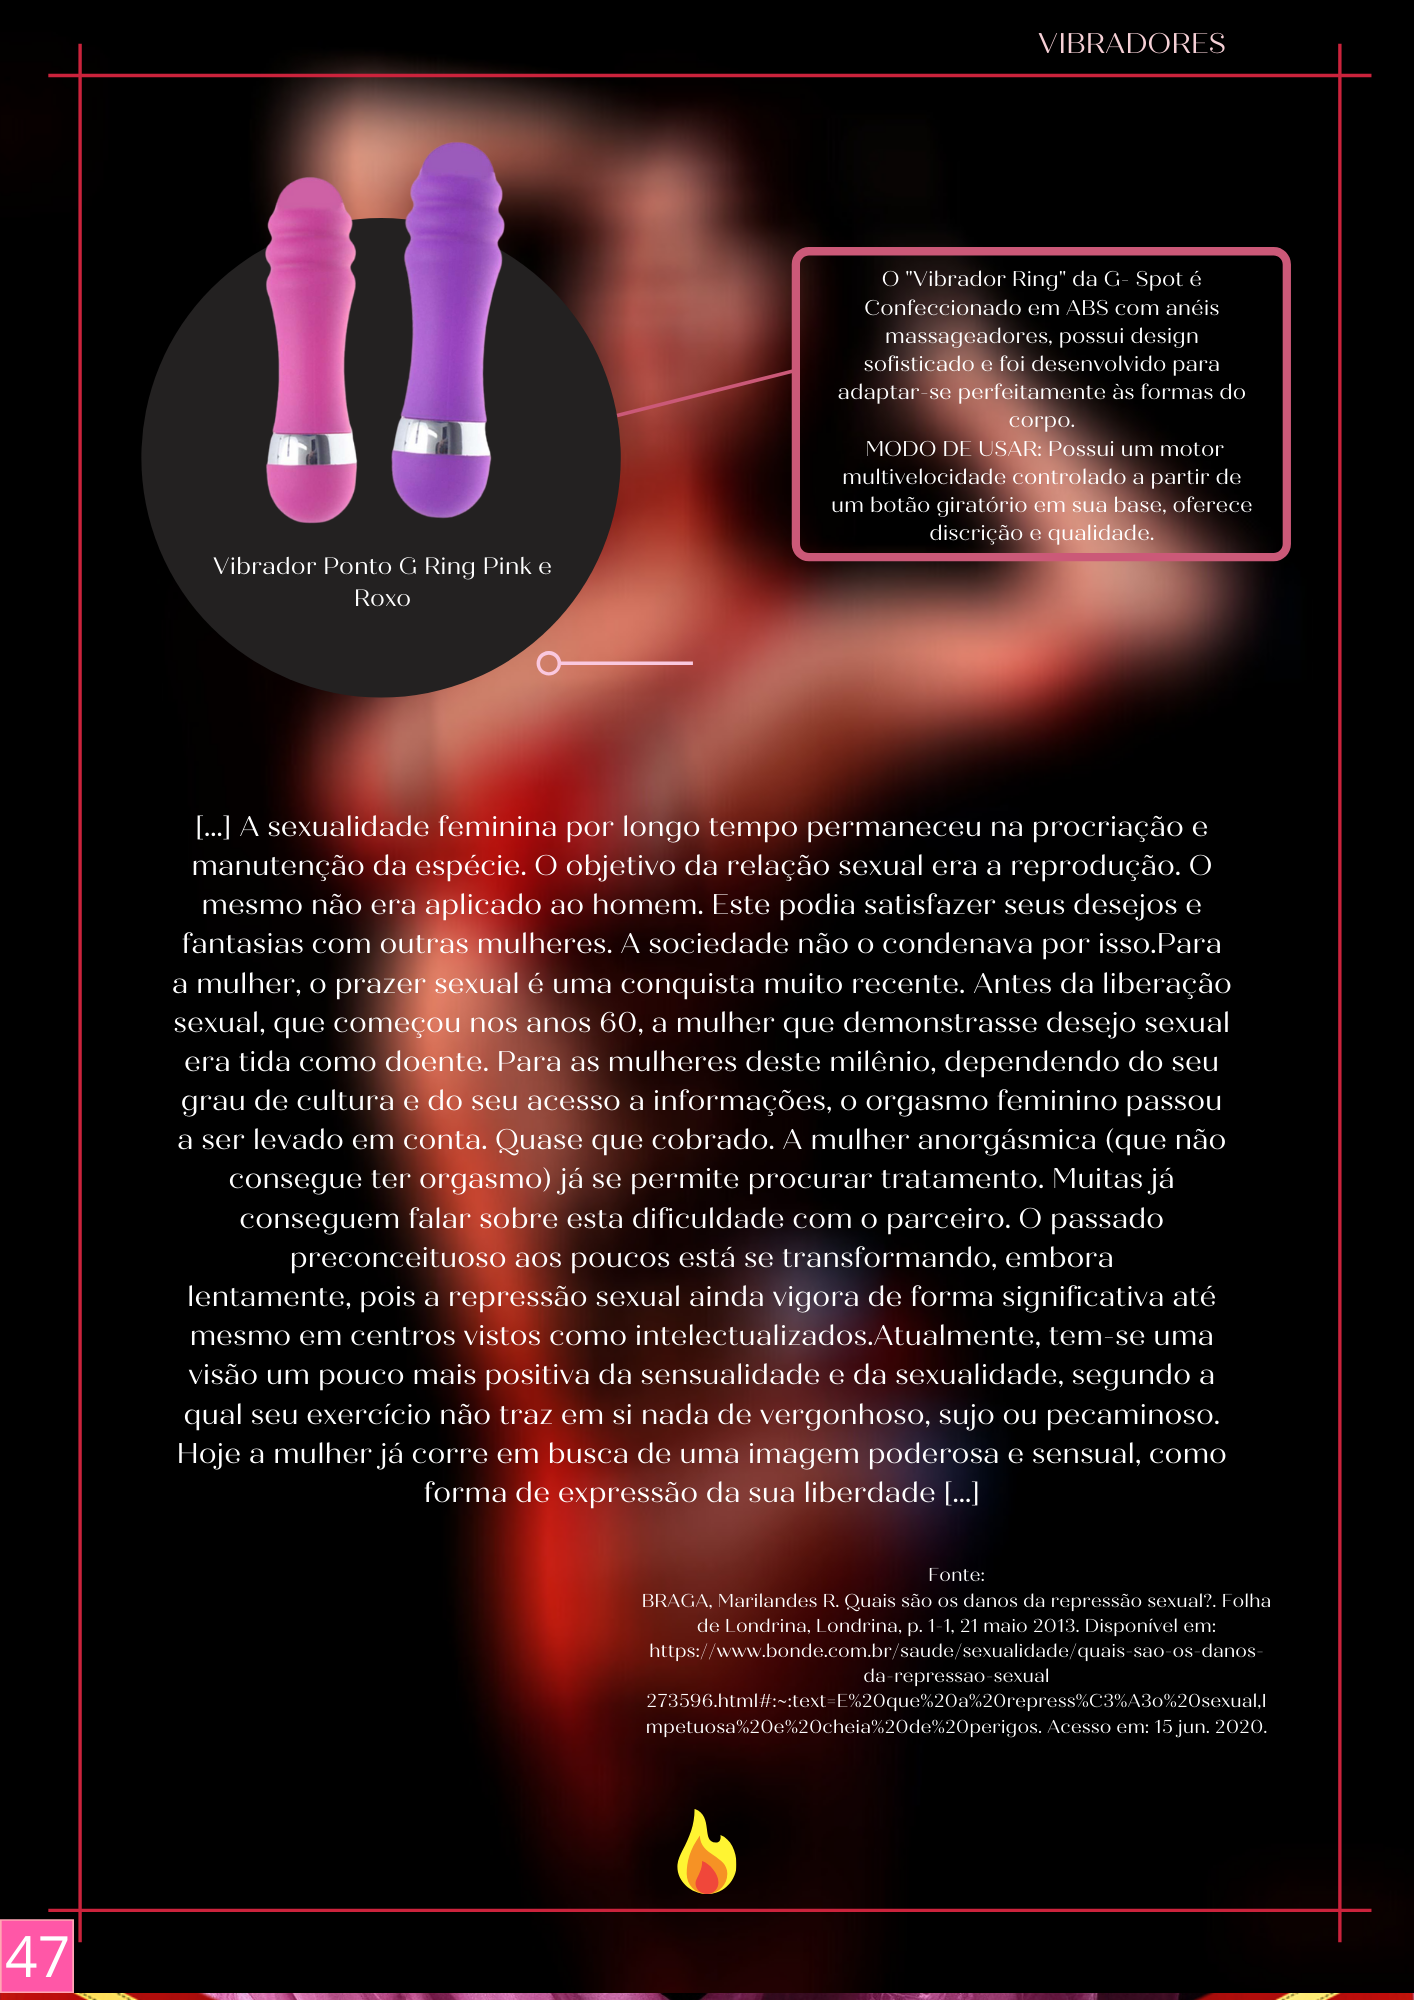 VIBRADORES
O "Vibrador Ring" da G- Spot é
Confeccionado em ABS com anéis
massageadores, possui design
sofisticado e foi desenvolvido para
adaptar-se perfeitamente às formas do
corpo.
MODO DE USAR: Possui um motor
multivelocidade controlado a partir de
um botão giratório em sua base, oferece
discrição e qualidade.
Vibrador Ponto G Ring Pink e
Roxo
[...] A sexualidade feminina por longo tempo permaneceu na procriação e
manutenção da espécie. O objetivo da relação sexual era a reprodução. O
mesmo não era aplicado ao homem. Este podia satisfazer seus desejos e
fantasias com outras mulheres. A sociedade não o condenava por isso.Para
a mulher, o prazer sexual é uma conquista muito recente. Antes da liberação
sexual, que começou nos anos 60, a mulher que demonstrasse desejo sexual
era tida como doente. Para as mulheres deste milênio, dependendo do seu
grau de cultura e do seu acesso a informações, o orgasmo feminino passou
a ser levado em conta. Quase que cobrado. A mulher anorgásmica (que não
consegue ter orgasmo) já se permite procurar tratamento. Muitas já
conseguem falar sobre esta dificuldade com o parceiro. O passado
preconceituoso aos poucos está se transformando, embora
lentamente, pois a repressão sexual ainda vigora de forma significativa até
mesmo em centros vistos como intelectualizados.Atualmente, tem-se uma
visão um pouco mais positiva da sensualidade e da sexualidade, segundo a
qual seu exercício não traz em si nada de vergonhoso, sujo ou pecaminoso.
Hoje a mulher já corre em busca de uma imagem poderosa e sensual, como
forma de expressão da sua liberdade [...]
Fonte:
BRAGA, Marilandes R. Quais são os danos da repressão sexual?. Folha
de Londrina, Londrina, p. 1-1, 21 maio 2013. Disponível em:
https://www.bonde.com.br/saude/sexualidade/quais-sao-os-danos-
da-repressao-sexual
273596.html#:~:text=E%20que%20a%20repress%C3%A3o%20sexual,I
mpetuosa%20e%20cheia%20de%20perigos. Acesso em: 15 jun. 2020.
47